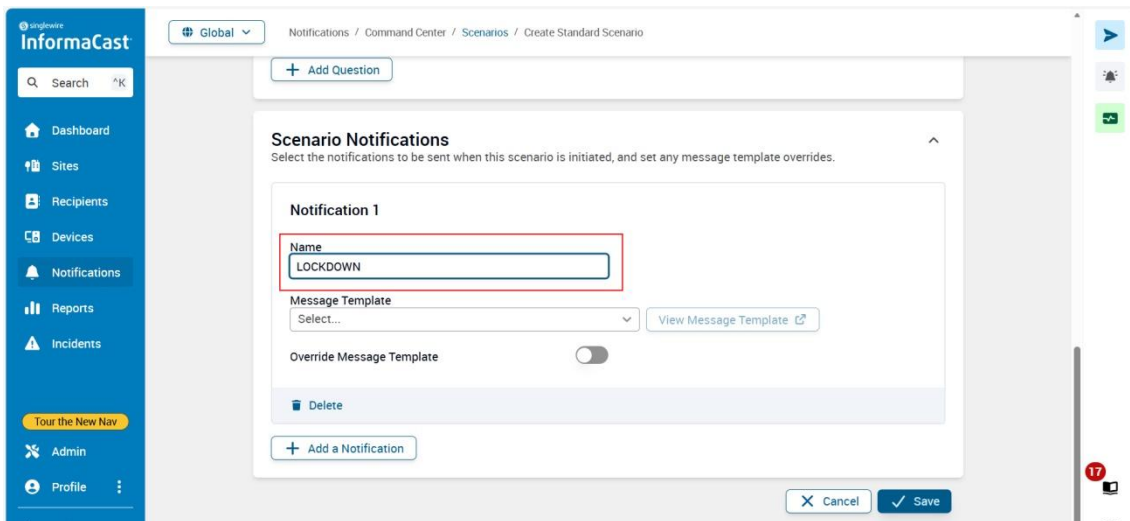 singlewire
InformaCast
Search ^K
Dashboard
Sites
Recipients
Devices
Notifications
Reports
Incidents
Tour the New Nav
Admin
Profile
Global
Notifications / Command Center / Scenarios / Create Standard Scenario
+ Add Question
Scenario Notifications
Select the notifications to be sent when this scenario is initiated, and set any message template overrides.
Notification 1
Name
LOCKDOWN
Message Template
Select...
View Message Template
Override Message Template
Delete
+ Add a Notification
Cancel
Save
17